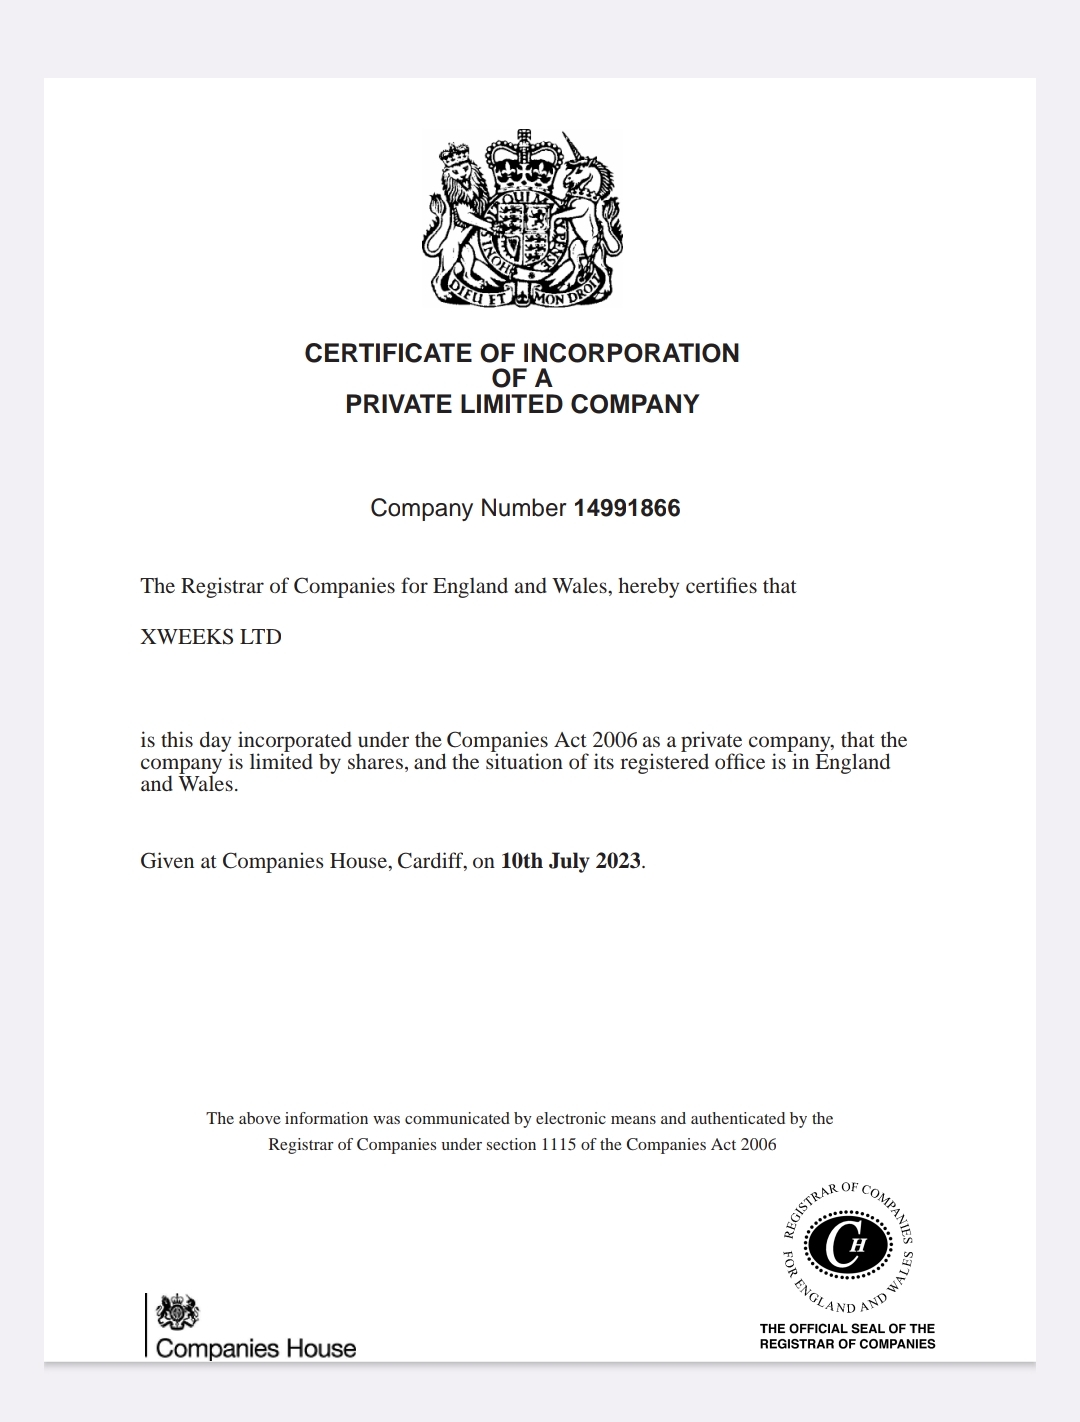 DIEU ET MON DROIT
CERTIFICATE OF INCORPORATION
OF A
PRIVATE LIMITED COMPANY
Company Number 14991866
The Registrar of Companies for England and Wales, hereby certifies that
XWEEKS LTD
is this day incorporated under the Companies Act 2006 as a private company, that the
company is limited by shares, and the situation of its registered office is in England
and Wales.
Given at Companies House, Cardiff, on 10th July 2023.
The above information was communicated by electronic means and authenticated by the
Registrar of Companies under section 1115 of the Companies Act 2006
REGISTRAR OF COMPANIES
CH
FOR ENGLAND AND WALES
THE OFFICIAL SEAL OF THE
REGISTRAR OF COMPANIES
Companies House